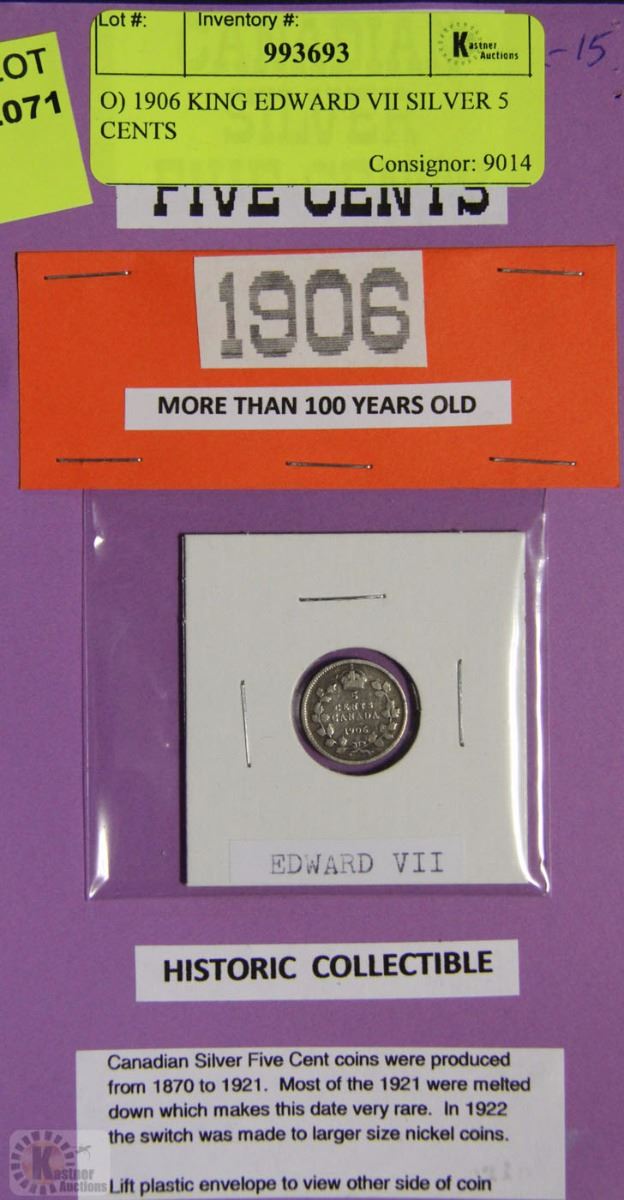 Lot #:
Inventory #:
993693
Kastner
Auctions
-15
LOT
071
O) 1906 KING EDWARD VII SILVER 5
CENTS
Consignor: 9014
FIVE CENTS
1906
MORE THAN 100 YEARS OLD
5
CENTS
CANADA
1906
EDWARD VII
HISTORIC COLLECTIBLE
Canadian Silver Five Cent coins were produced
from 1870 to 1921. Most of the 1921 were melted
down which makes this date very rare. In 1922
the switch was made to larger size nickel coins.
Lift plastic envelope to view other side of coin
Kastner
Auctions